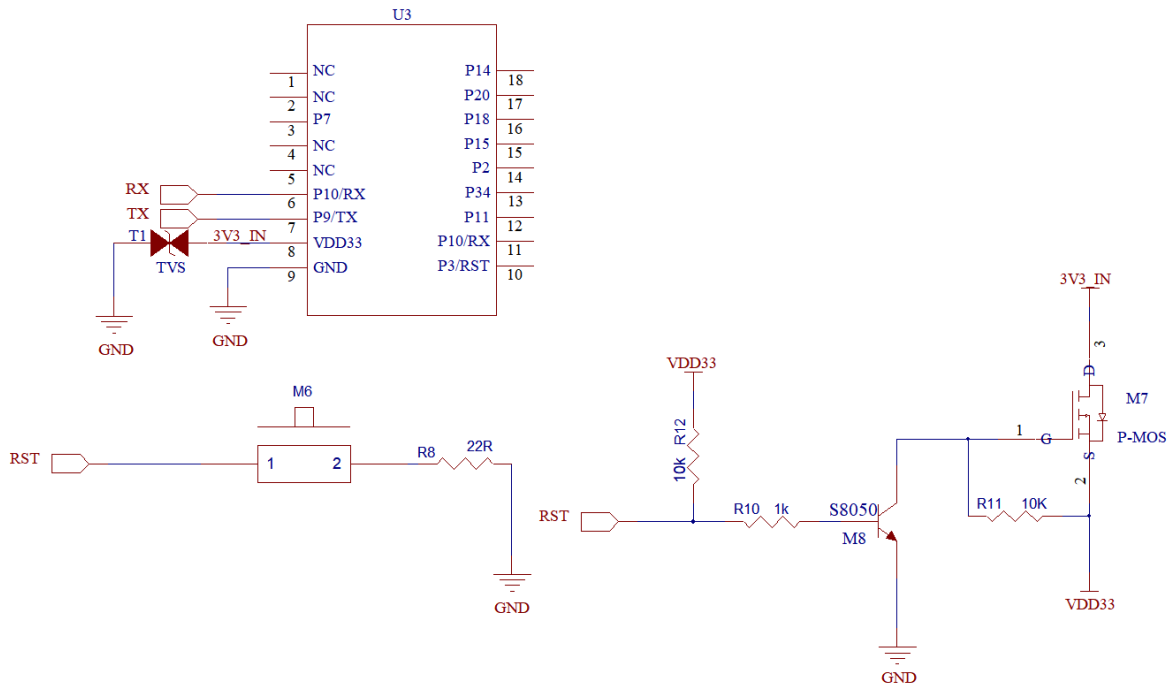 U3
NC
1
NC
2
P7
3
NC
4
NC
5
RX
P10/RX
6
TX
P9/TX
7
T1
3V3_IN
VDD33
8
TVS
GND
9
GND
GND
P14
18
P20
17
P18
16
P15
15
P2
14
P34
13
P11
12
P10/RX
11
P3/RST
10
M6
RST
1
2
R8
22R
GND
VDD33
R12
10k
RST
R10
1k
S8050
M8
GND
3V3_IN
3
D
M7
P-MOS
1
G
S
2
R11
10K
VDD33